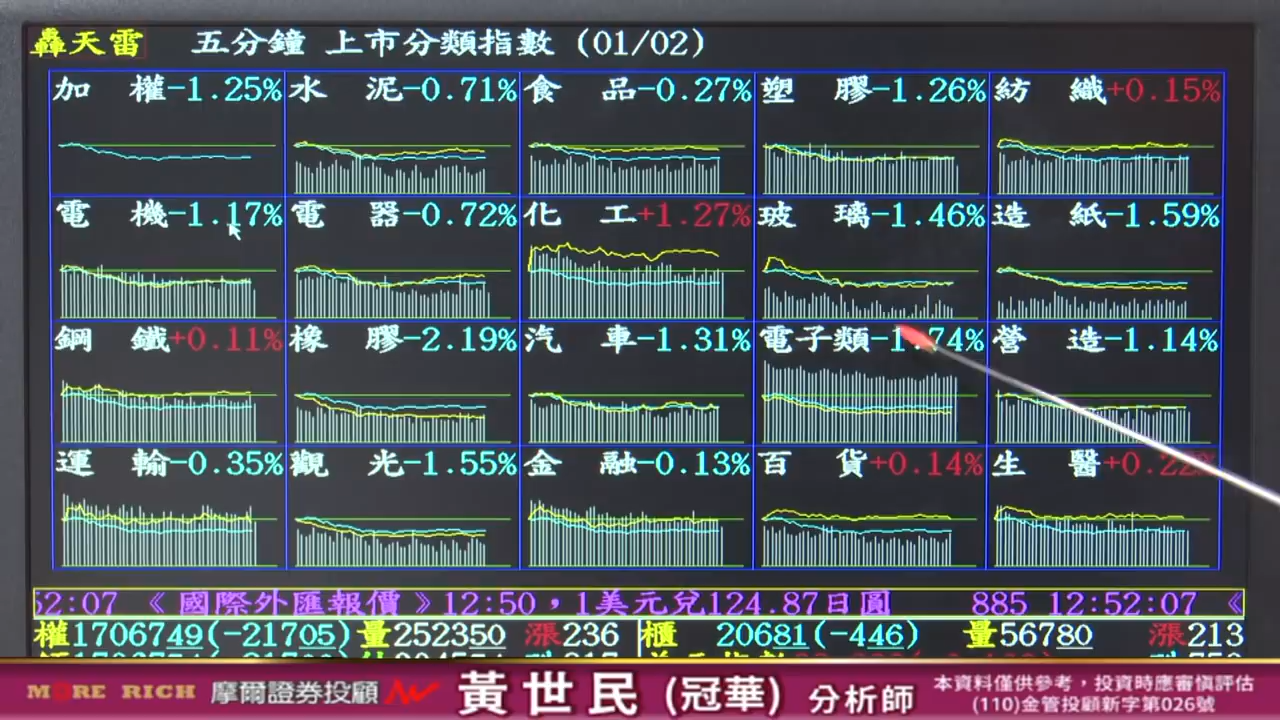 轟天雷 五分鐘 上市分類指數 (01/02)
加權-1.25% 水泥-0.71% 食品-0.27% 塑膠-1.26% 紡織+0.15%
電機-1.17% 電器-0.72% 化工+1.27% 玻璃-1.46% 造紙-1.59%
鋼鐵+0.11% 橡膠-2.19% 汽車-1.31% 電子類-1.74% 營造-1.14%
運輸-0.35% 觀光-1.55% 金融-0.13% 百貨+0.14% 生醫+0.22%
52:07 《國際外匯報價》12:50，1美元兌124.87日圓 885 12:52:07 《
權1706749(-21705) 量252350 漲236 櫃 20681(-446) 量56780 漲213
MORE RICH 摩爾證券投顧 黃世民 (冠華) 分析師
本資料僅供參考，投資時應審慎評估
(110)金管投顧新字第026號